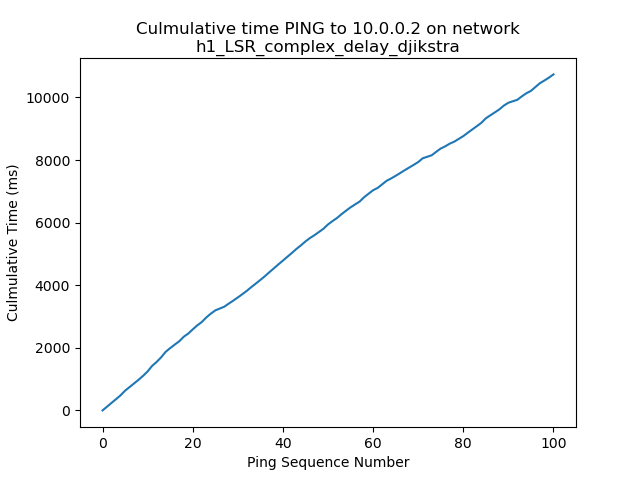 Culmulative time PING to 10.0.0.2 on network
h1_LSR_complex_delay_djikstra
10000
8000
6000
4000
2000
0
Culmulative Time (ms)
0 20 40 60 80 100
Ping Sequence Number